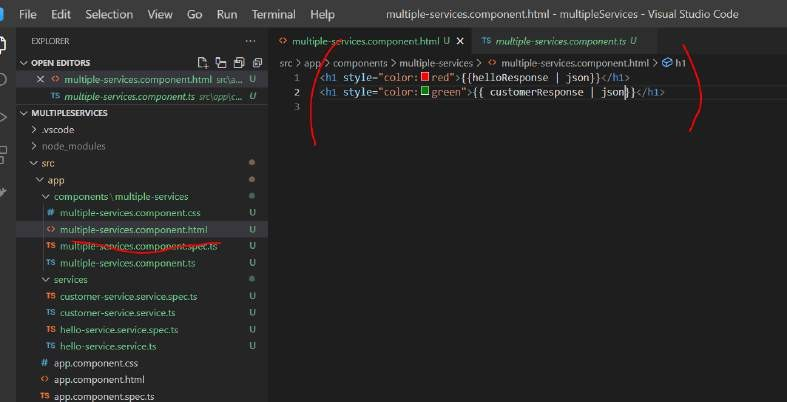 File Edit Selection View Go Run Terminal Help multiple-services.component.html - multipleServices - Visual Studio Code
EXPLORER ...
OPEN EDITORS
multiple-services.component.html src\a... U
TS multiple-services.component.ts src\app\c... U
MULTIPLESERVICES
.vscode
node_modules
src
app
components\multiple-services
# multiple-services.component.css U
<> multiple-services.component.html U
TS multiple-services.component.spec.ts U
TS multiple-services.component.ts U
services
TS customer-service.service.spec.ts U
TS customer-service.service.ts U
TS hello-service.service.spec.ts U
TS hello-service.service.ts U
# app.component.css
<> app.component.html
TS app.component.spec.ts
<> multiple-services.component.html U TS multiple-services.component.ts U
src > app > components > multiple-services > <> multiple-services.component.html > h1
1 <h1 style="color:red">{{helloResponse | json}}</h1>
2 <h1 style="color:green">{{ customerResponse | json}}</h1>
3